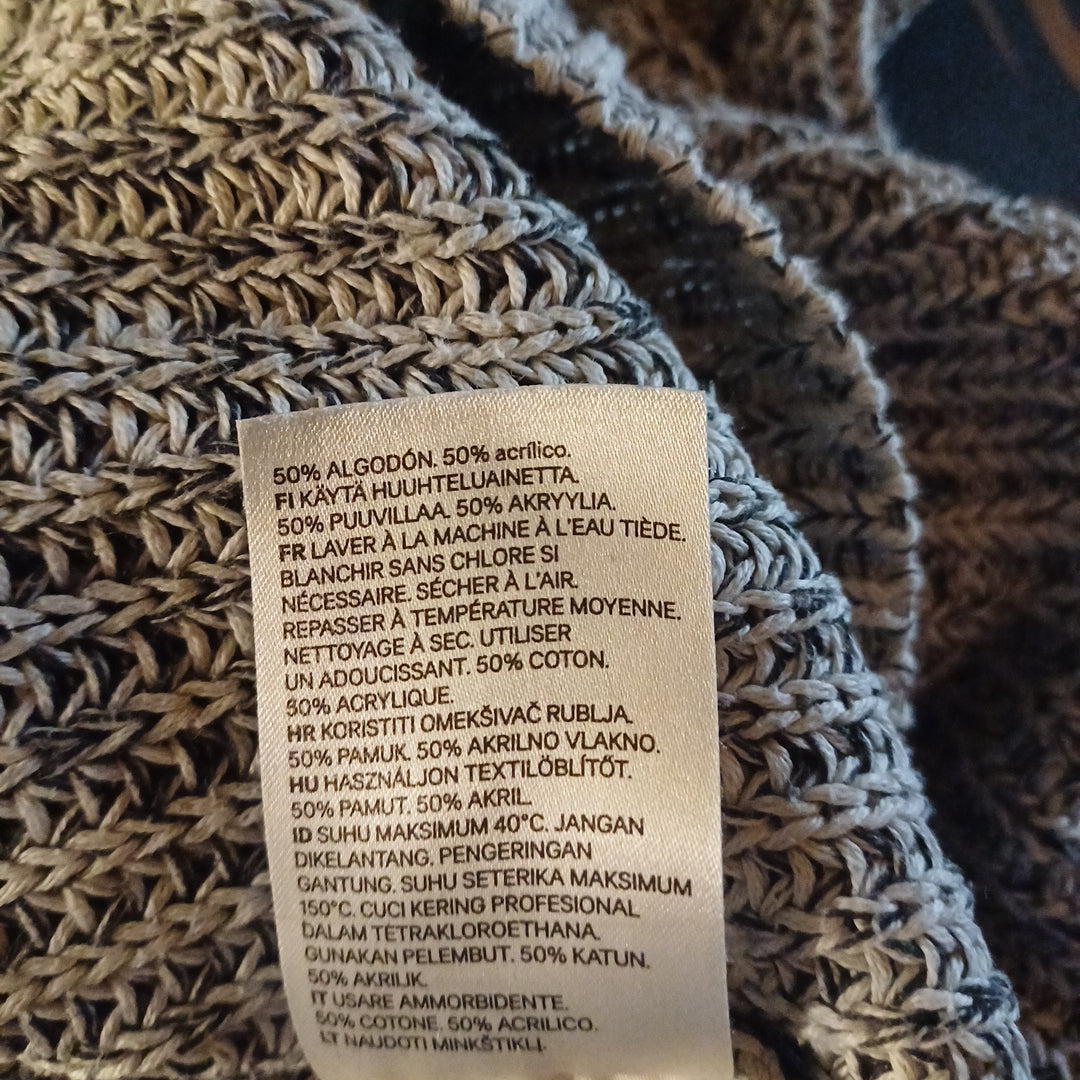 50% ALGODÓN. 50% acrílico.
FI KÄYTÄ HUUHTELUAINETTA.
50% PUUVILLAA. 50% AKRYYLIA.
FR LAVER À LA MACHINE À L'EAU TIÈDE.
BLANCHIR SANS CHLORE SI
NÉCESSAIRE. SÉCHER À L'AIR.
REPASSER À TEMPÉRATURE MOYENNE.
NETTOYAGE À SEC. UTILISER
UN ADOUCISSANT. 50% COTON.
50% ACRYLIQUE.
HR KORISTITI OMEKŠIVAČ RUBLJA.
50% PAMUK. 50% AKRILNO VLAKNO.
HU HASZNÁLJON TEXTILÖBLÍTŐT.
50% PAMUT. 50% AKRIL.
ID SUHU MAKSIMUM 40°C. JANGAN
DIKELANTANG. PENGERINGAN
GANTUNG. SUHU SETERIKA MAKSIMUM
150°C. CUCI KERING PROFESIONAL
DALAM TETRAKLOROETHANA.
GUNAKAN PELEMBUT. 50% KATUN.
50% AKRILIK.
IT USARE AMMORBIDENTE.
50% COTONE. 50% ACRILICO.
LT NAUDOTI MINKŠTIKLĮ.